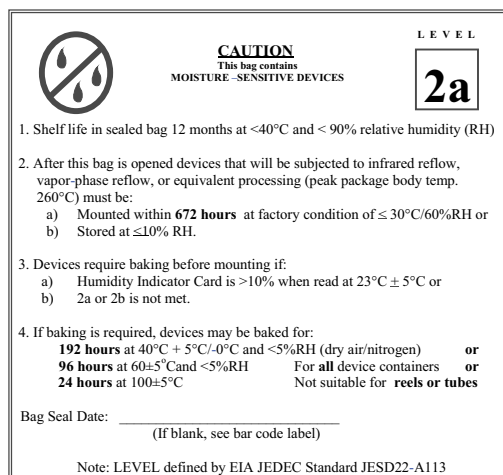 L E V E L
CAUTION
This bag contains
MOISTURE –SENSITIVE DEVICES
2a
1. Shelf life in sealed bag 12 months at <40°C and < 90% relative humidity (RH)
2. After this bag is opened devices that will be subjected to infrared reflow,
vapor-phase reflow, or equivalent processing (peak package body temp.
260°C) must be:
a) Mounted within 672 hours at factory condition of ≤ 30°C/60%RH or
b) Stored at ≤10% RH.
3. Devices require baking before mounting if:
a) Humidity Indicator Card is >10% when read at 23°C ± 5°C or
b) 2a or 2b is not met.
4. If baking is required, devices may be baked for:
192 hours at 40°C + 5°C/-0°C and <5%RH (dry air/nitrogen) or
96 hours at 60±5°Cand <5%RH For all device containers or
24 hours at 100±5°C Not suitable for reels or tubes
Bag Seal Date: ______________________________
(If blank, see bar code label)
Note: LEVEL defined by EIA JEDEC Standard JESD22-A113